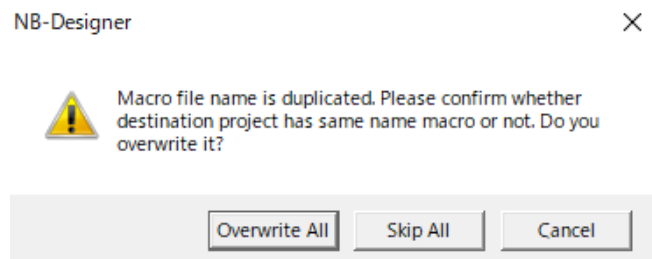 NB-Designer
Macro file name is duplicated. Please confirm whether
destination project has same name macro or not. Do you
overwrite it?
Overwrite All
Skip All
Cancel